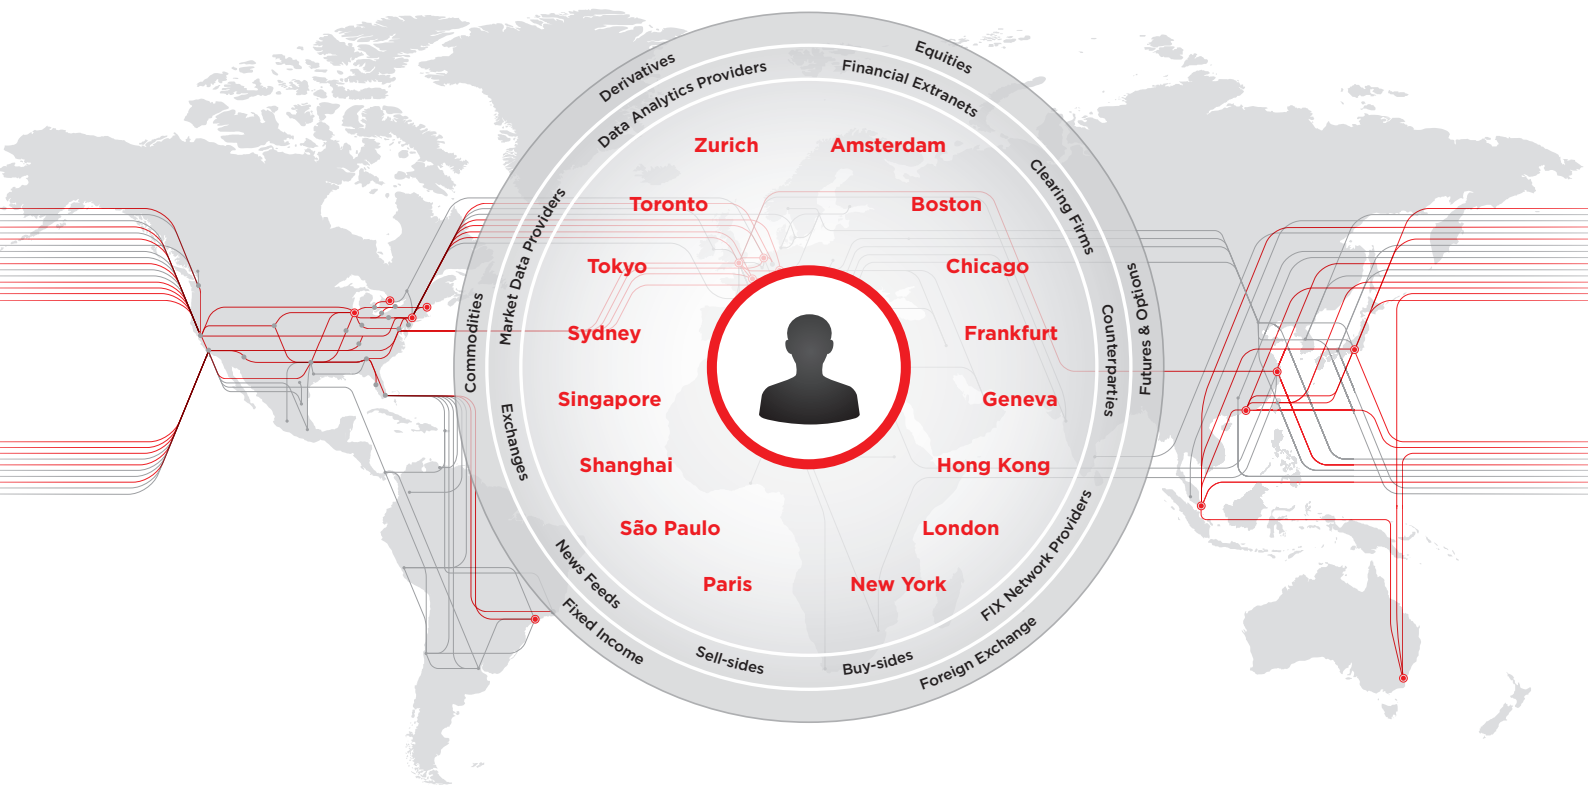 Equities
Derivatives
Data Analytics Providers
Financial Extranets
Zurich
Amsterdam
Clearing Firms
Toronto
Boston
Market Data Providers
Tokyo
Chicago
Commodities
Futures & Options
Sydney
Frankfurt
Counterparties
Singapore
Geneva
Exchanges
Shanghai
Hong Kong
São Paulo
London
FIX Network Providers
News Feeds
Paris
New York
Fixed Income
Sell-sides
Buy-sides
Foreign Exchange